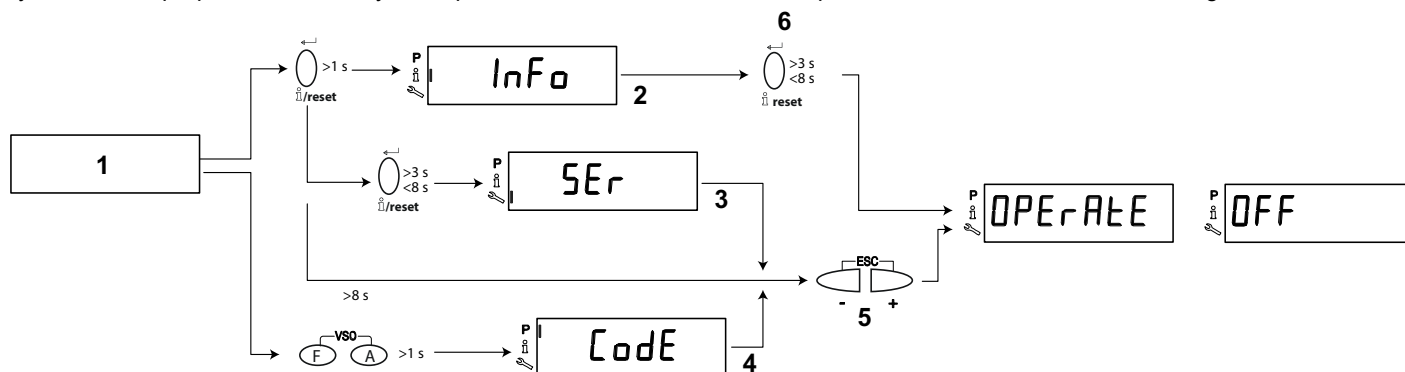 6
>1 s
i/reset
P
i
InFo
2
>3 s
<8 s
i reset
1
>3 s
<8 s
i/reset
P
i
SEr
3
P
i
OPErAtE
P
i
OFF
ESC
- +
5
>8 s
VSO
F A
>1 s
P
i
CodE
4